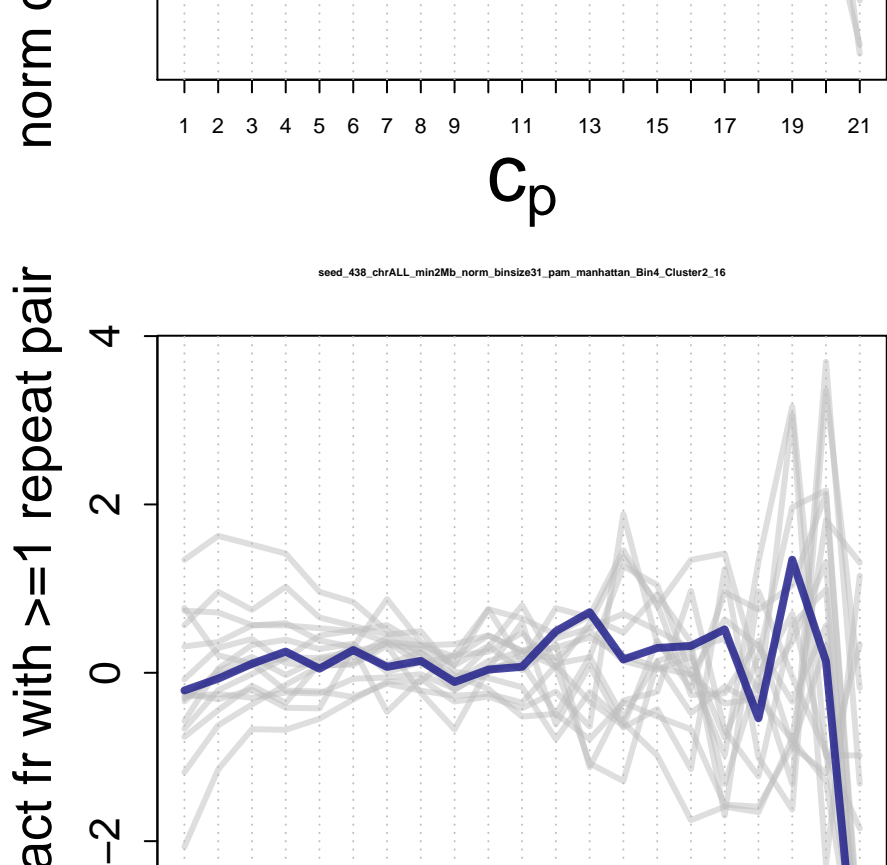 norm
1 2 3 4 5 6 7 8 9 11 13 15 17 19 21
cp
seed_438_chrALL_min2Mb_norm_binsize31_pam_manhattan_Bin4_Cluster2_16
act fr with >=1 repeat pair
4
2
0
−2